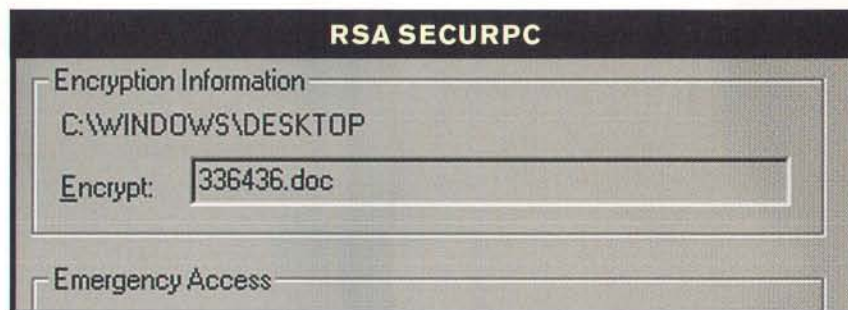 RSA SECURPC
Encryption Information
C:\WINDOWS\DESKTOP
Encrypt: 336436.doc
Emergency Access